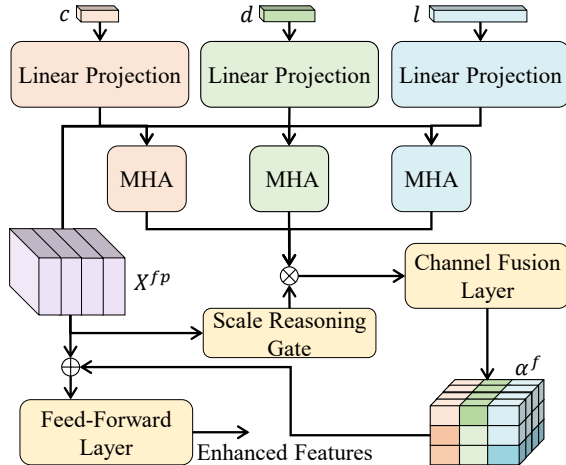 c
d
l
Linear Projection
Linear Projection
Linear Projection
MHA
MHA
MHA
X^{fp}
Channel Fusion
Layer
Scale Reasoning
Gate
α^f
Feed-Forward
Layer
Enhanced Features